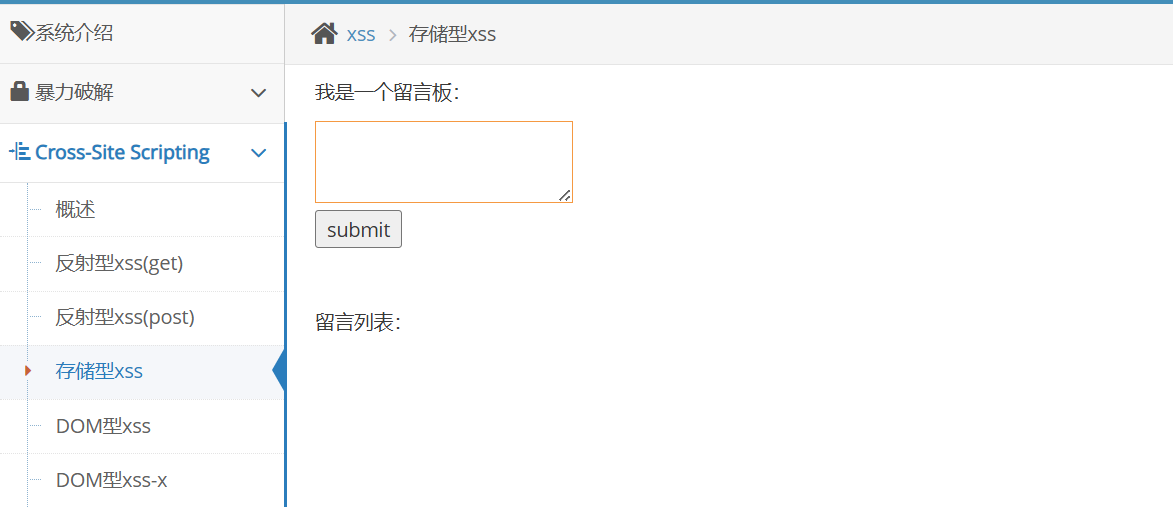 系统介绍
xss > 存储型xss
暴力破解
Cross-Site Scripting
概述
反射型xss(get)
反射型xss(post)
存储型xss
DOM型xss
DOM型xss-x
我是一个留言板：
submit
留言列表：